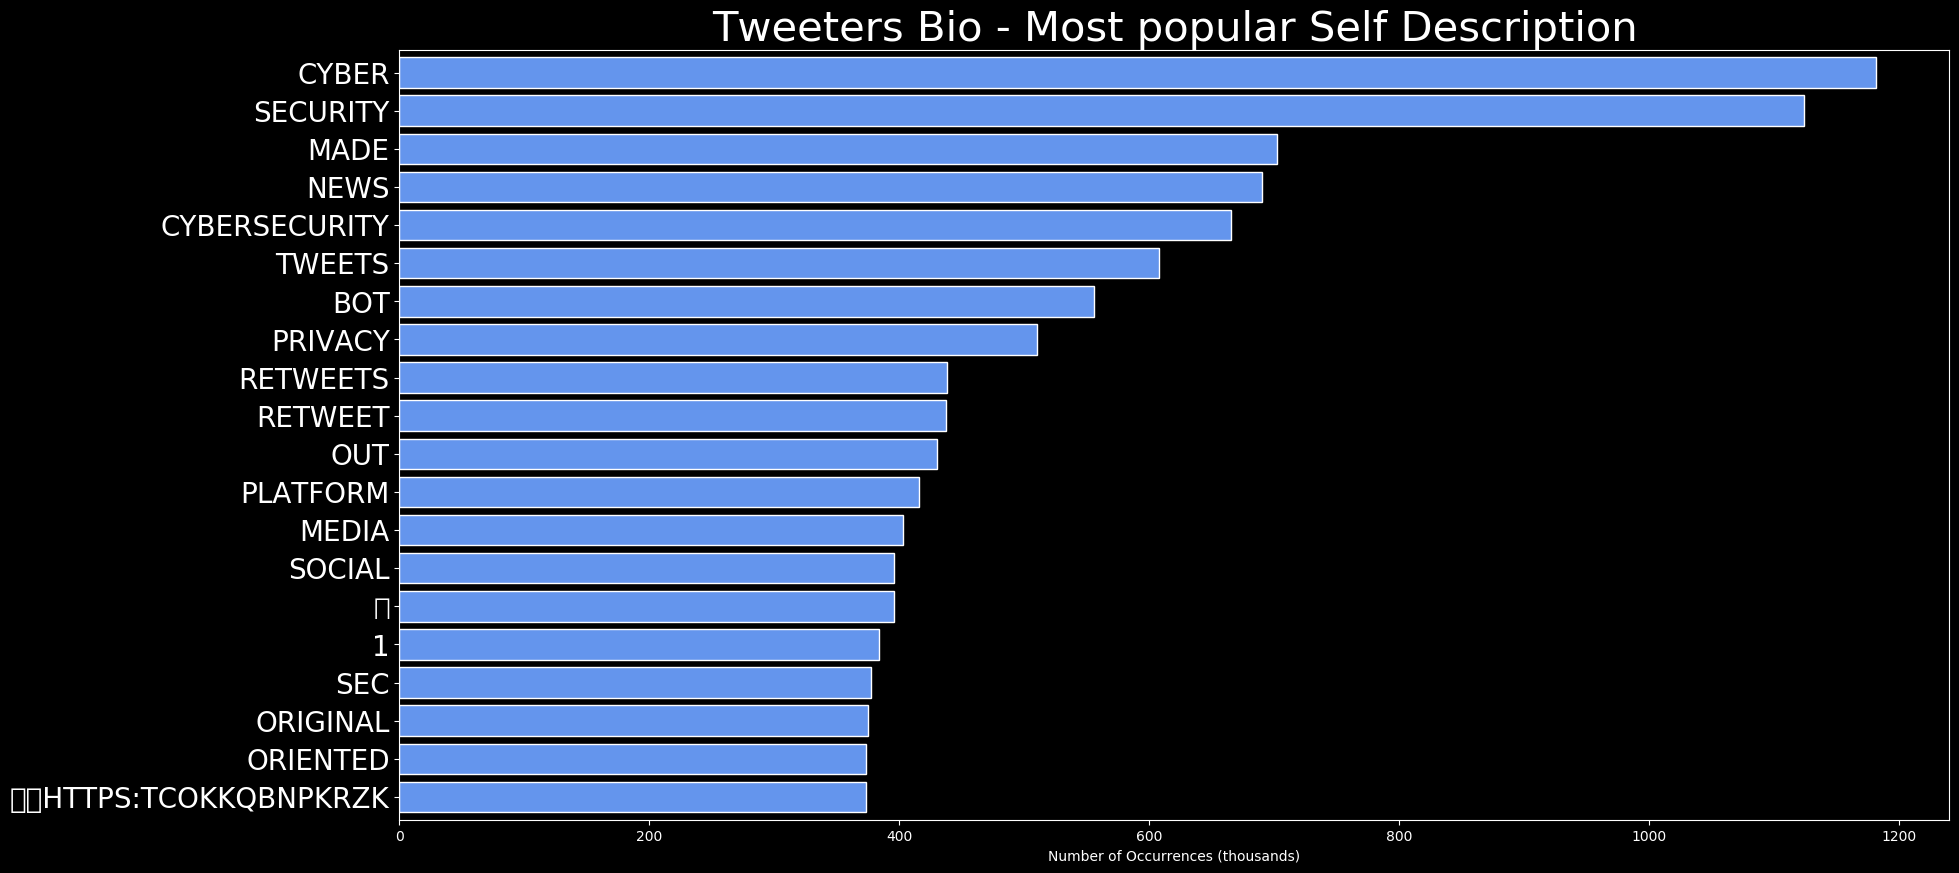 Tweeters Bio - Most popular Self Description
CYBER
SECURITY
MADE
NEWS
CYBERSECURITY
TWEETS
BOT
PRIVACY
RETWEETS
RETWEET
OUT
PLATFORM
MEDIA
SOCIAL
1
SEC
ORIGINAL
ORIENTED
HTTPS:TCOKKQBNPKRZK
0 200 400 600 800 1000 1200
Number of Occurrences (thousands)